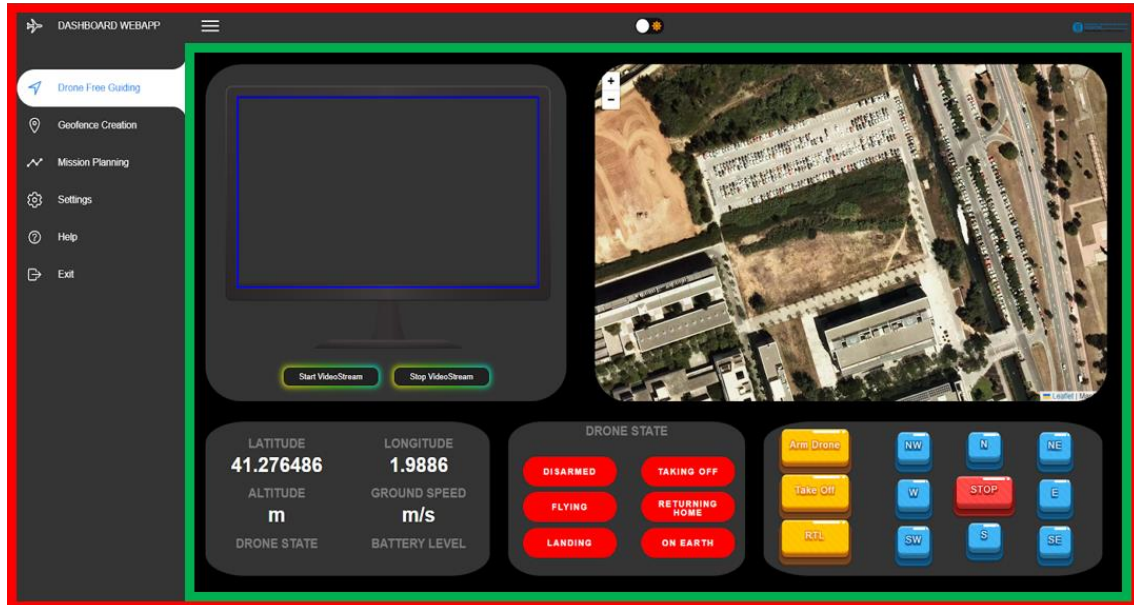 DASHBOARD WEBAPP
Drone Free Guiding
Geofence Creation
Mission Planning
Settings
Help
Exit
+
−
Leaflet |
Start VideoStream
Stop VideoStream
LATITUDE
LONGITUDE
41.276486
1.9886
ALTITUDE
GROUND SPEED
m
m/s
DRONE STATE
BATTERY LEVEL
DRONE STATE
DISARMED
TAKING OFF
FLYING
RETURNING
HOME
LANDING
ON EARTH
Arm Drone
NW
N
NE
Take Off
W
STOP
E
RTL
SW
S
SE